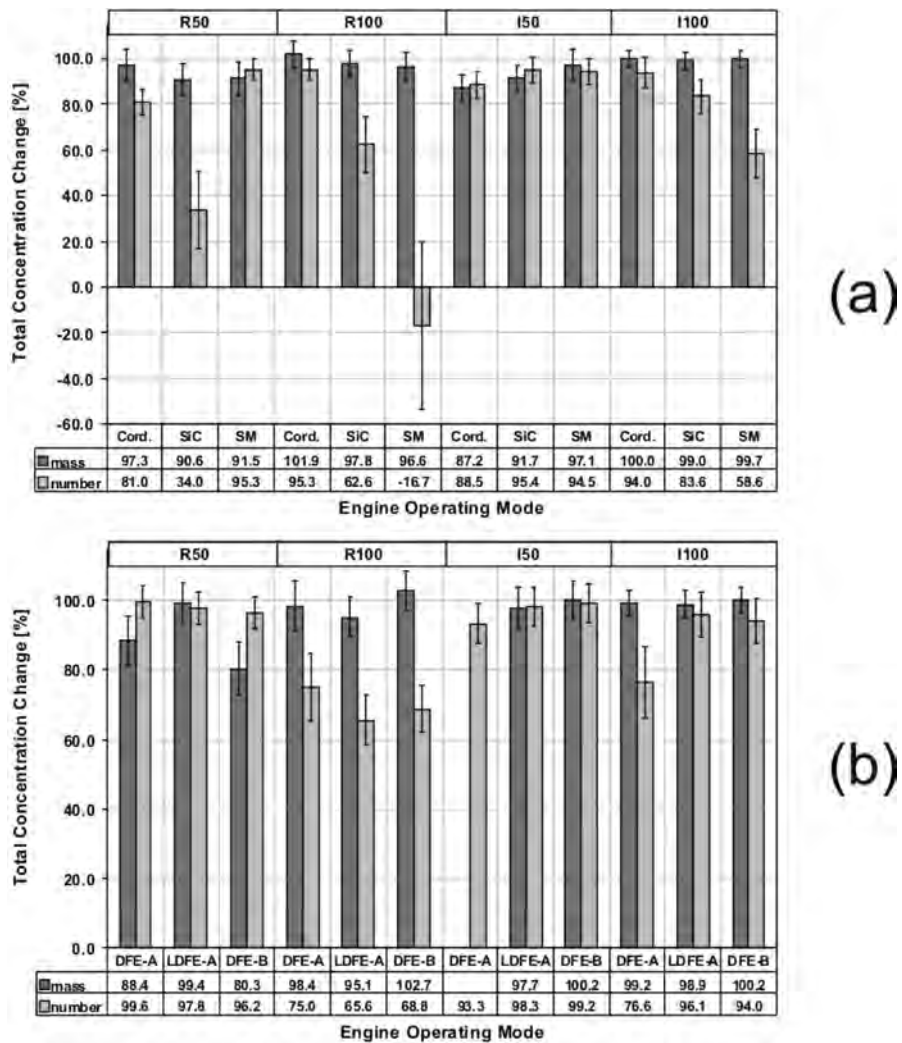 R50 R100 I50 I100
Total Concentration Change [%]
100.0
80.0
60.0
40.0
20.0
0.0
-20.0
-40.0
-60.0
Cord. SiC SM Cord. SiC SM Cord. SiC SM Cord. SiC SM
mass 97.3 90.6 91.5 101.9 97.8 96.6 87.2 91.7 97.1 100.0 99.0 99.7
number 81.0 34.0 95.3 95.3 62.6 -16.7 88.5 95.4 94.5 94.0 83.6 58.6
Engine Operating Mode
(a)
R50 R100 I50 I100
Total Concentration Change [%]
100.0
80.0
60.0
40.0
20.0
0.0
DFE-A LDFE-A DFE-B DFE-A LDFE-A DFE-B DFE-A LDFE-A DFE-B DFE-A LDFE-A DFE-B
mass 88.4 99.4 80.3 98.4 95.1 102.7 97.7 100.2 99.2 98.9 100.2
number 99.6 97.8 96.2 75.0 65.6 68.8 93.3 98.3 99.2 76.6 96.1 94.0
Engine Operating Mode
(b)